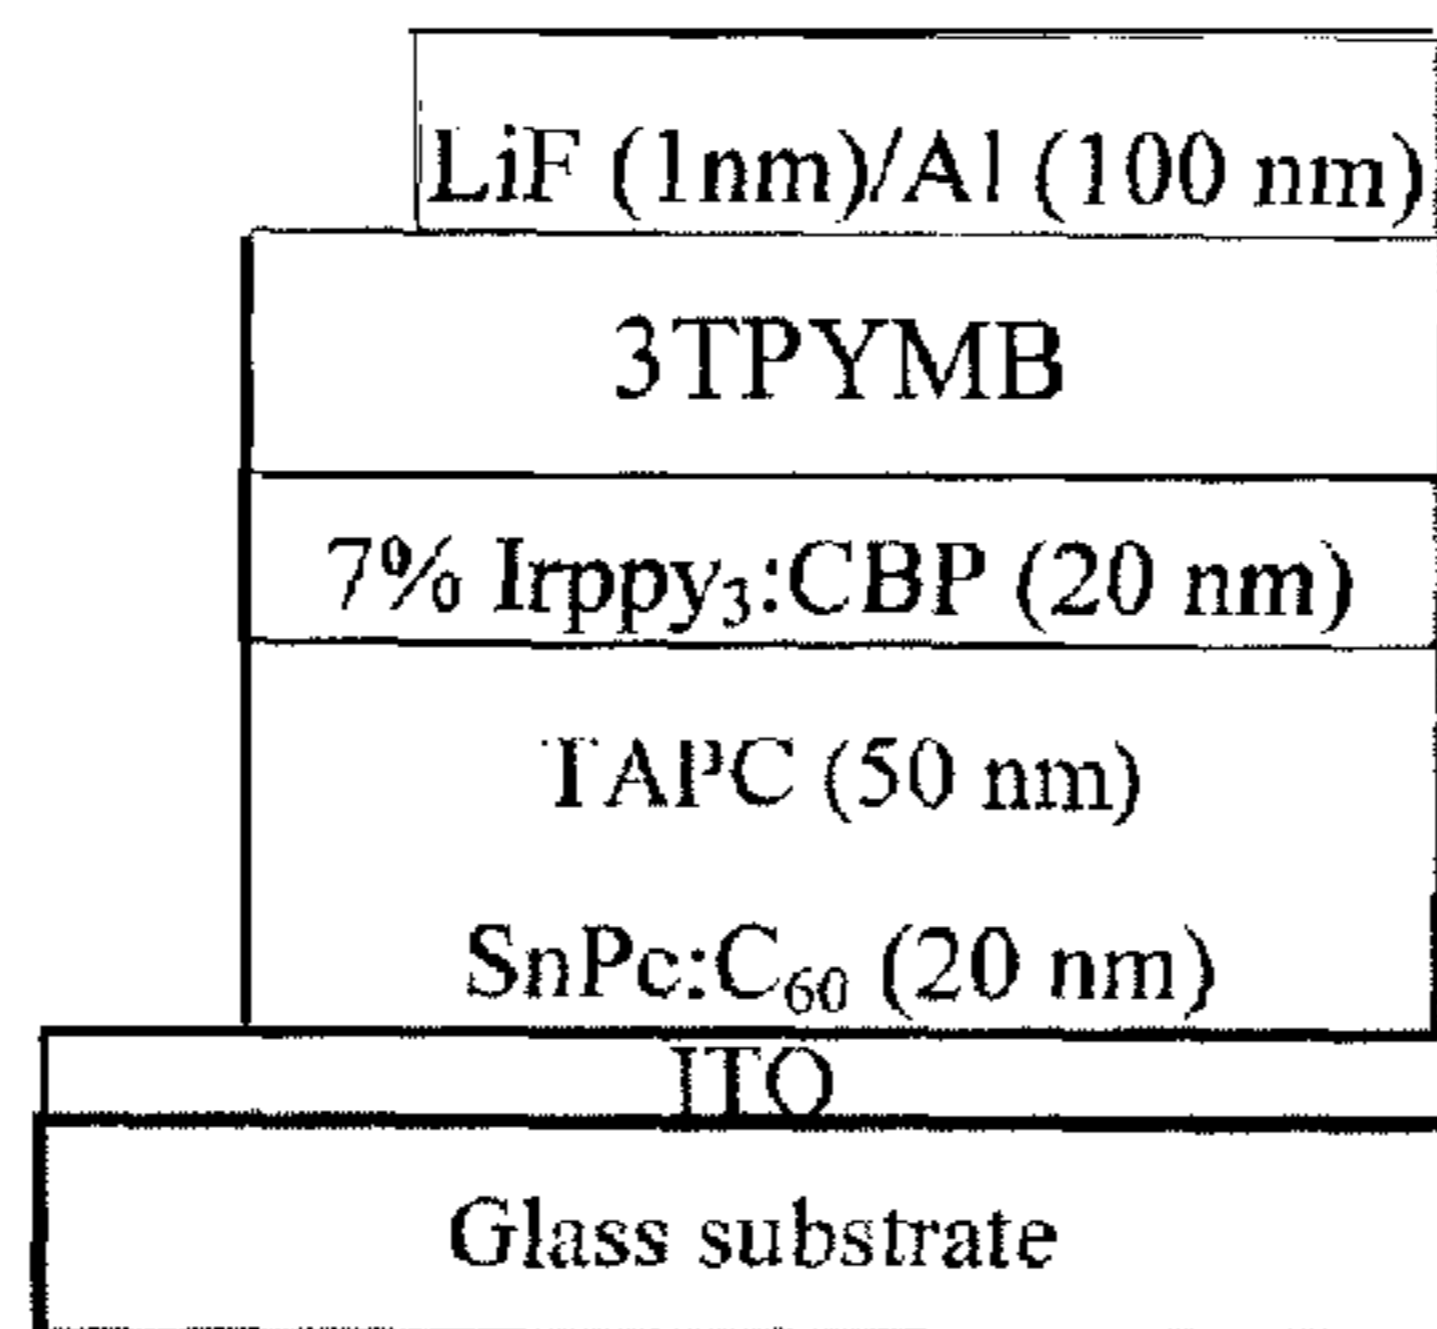 LiF (1nm)/Al (100 nm)
3TPYMB
7% Irppy₃:CBP (20 nm)
TAPC (50 nm)
SnPc:C₆₀ (20 nm)
ITO
Glass substrate